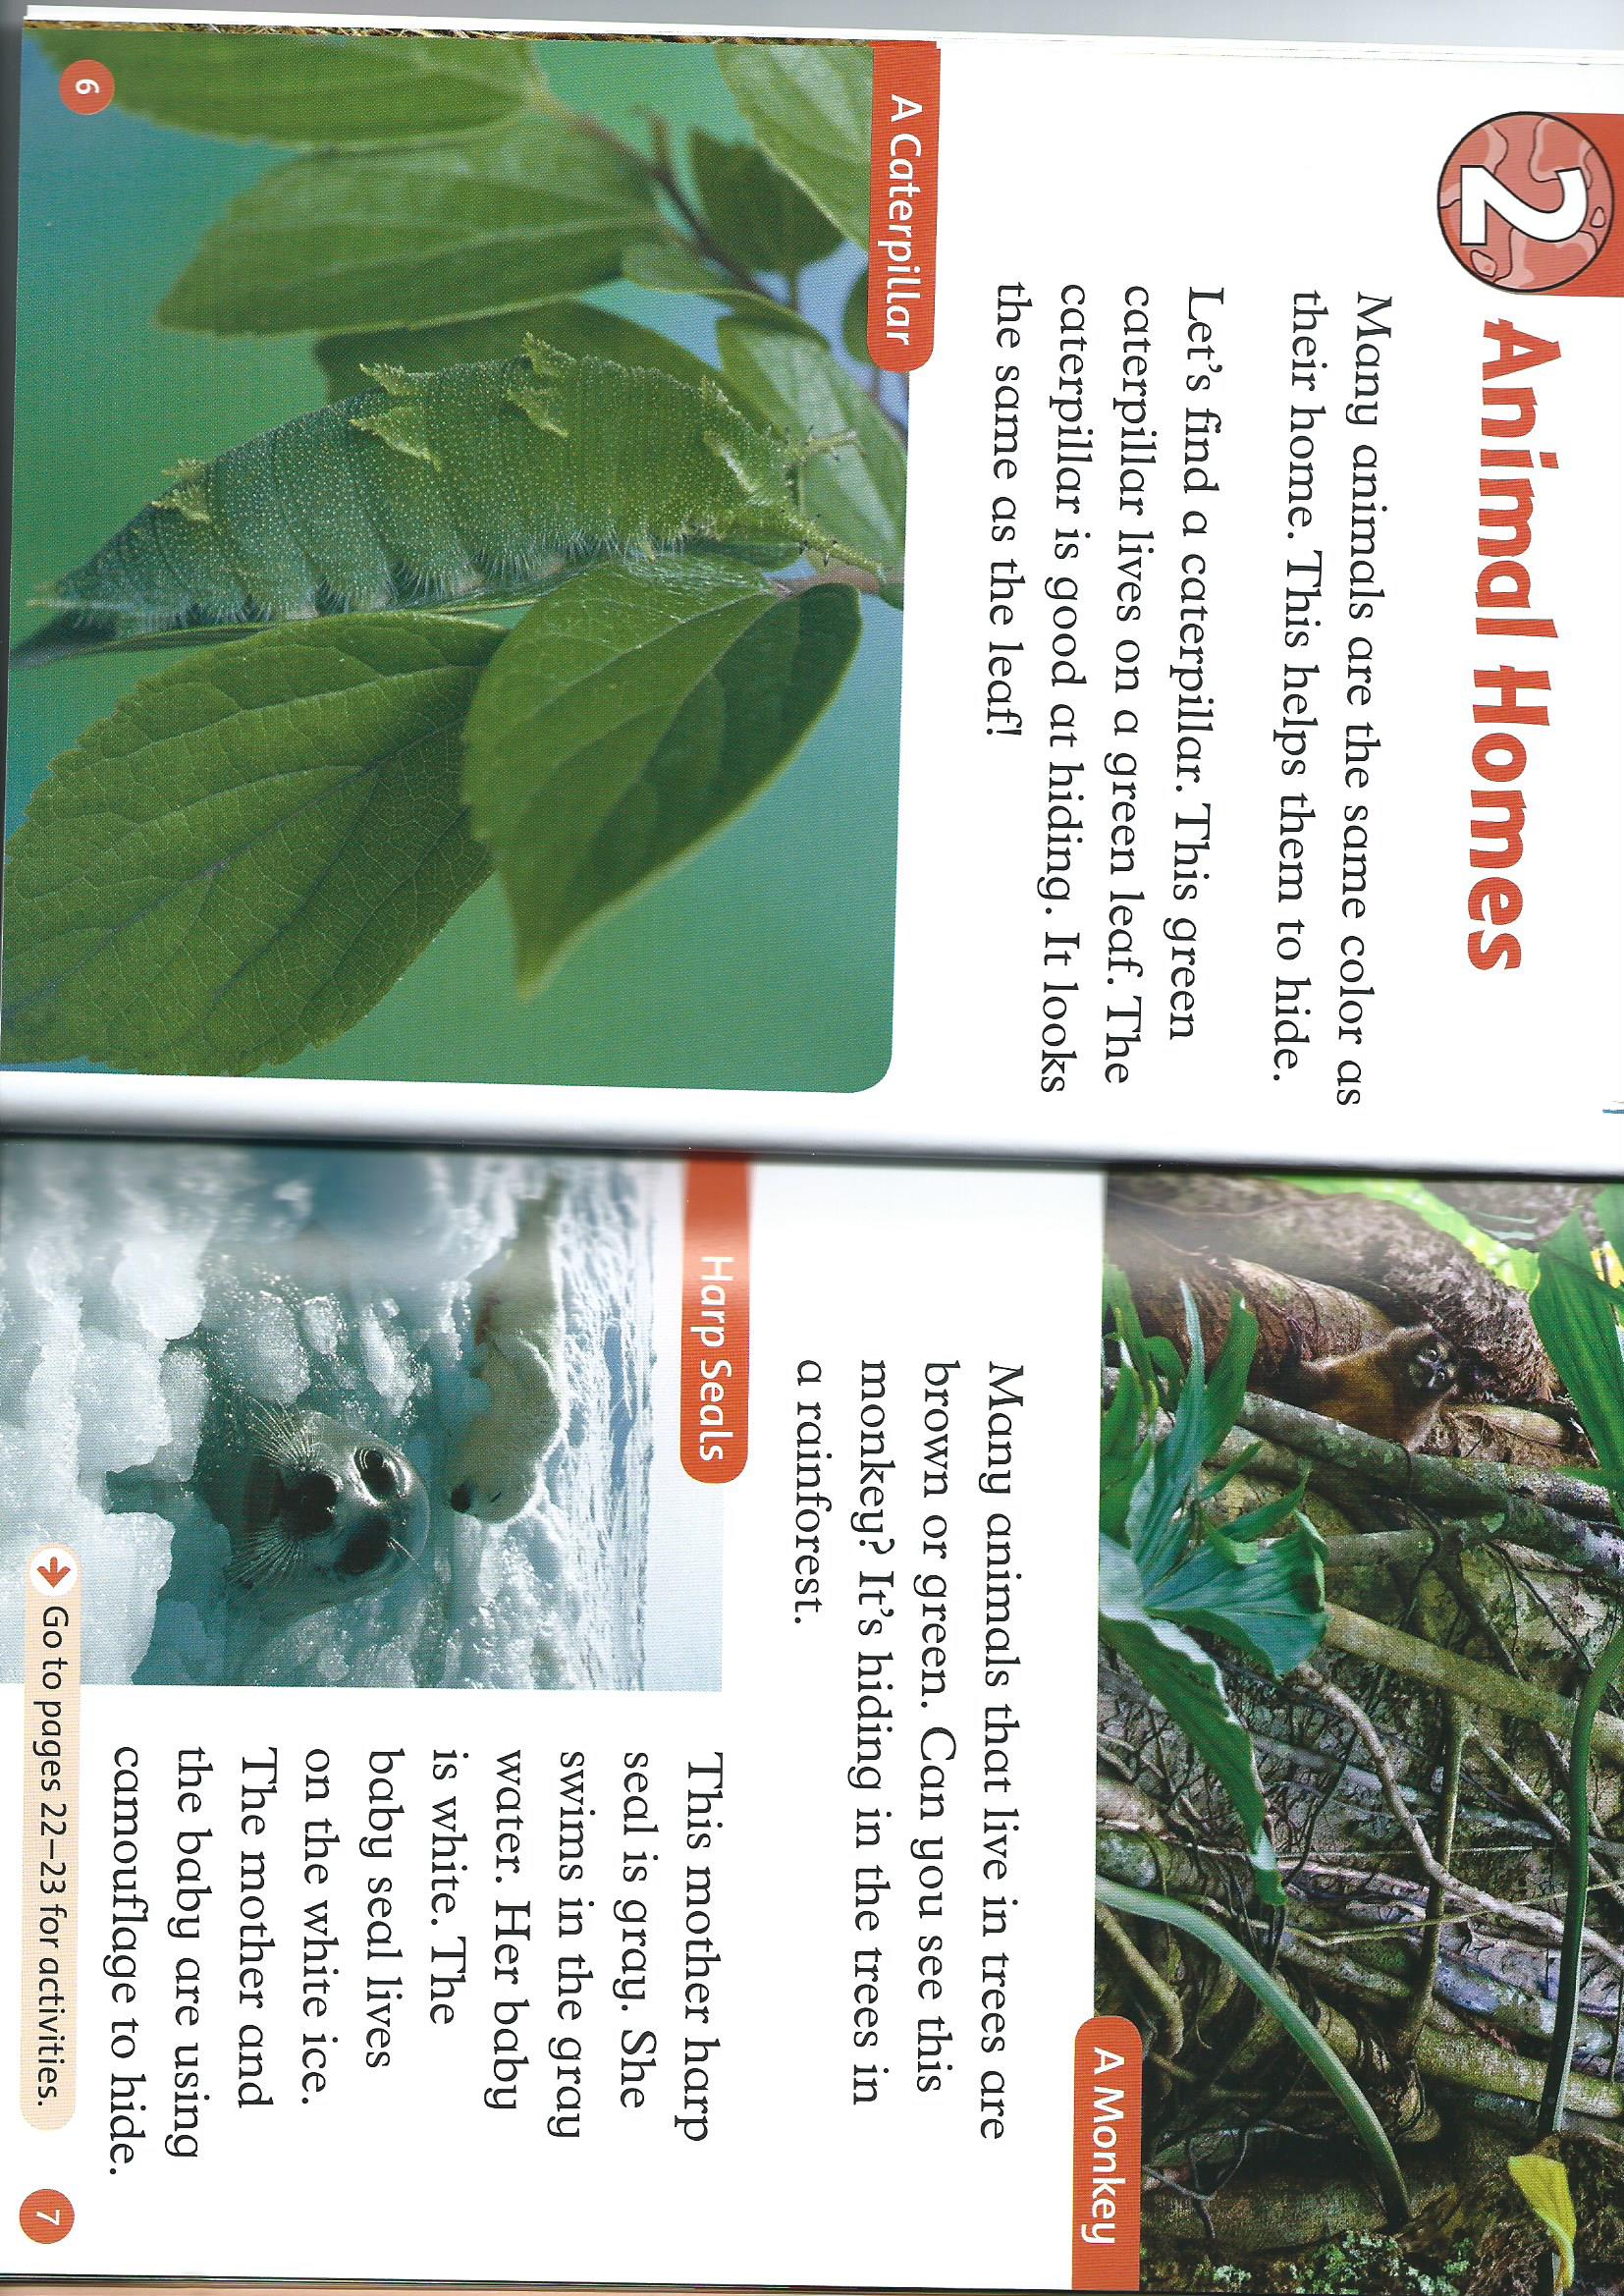 2
Animal Homes
Many animals are the same color as
their home. This helps them to hide.
Let's find a caterpillar. This green
caterpillar lives on a green leaf. The
caterpillar is good at hiding. It looks
the same as the leaf!
A Caterpillar
6
A Monkey
Many animals that live in trees are
brown or green. Can you see this
monkey? It's hiding in the trees in
a rainforest.
Harp Seals
This mother harp
seal is gray. She
swims in the gray
water. Her baby
is white. The
baby seal lives
on the white ice.
The mother and
the baby are using
camouflage to hide.
Go to pages 22–23 for activities.
7